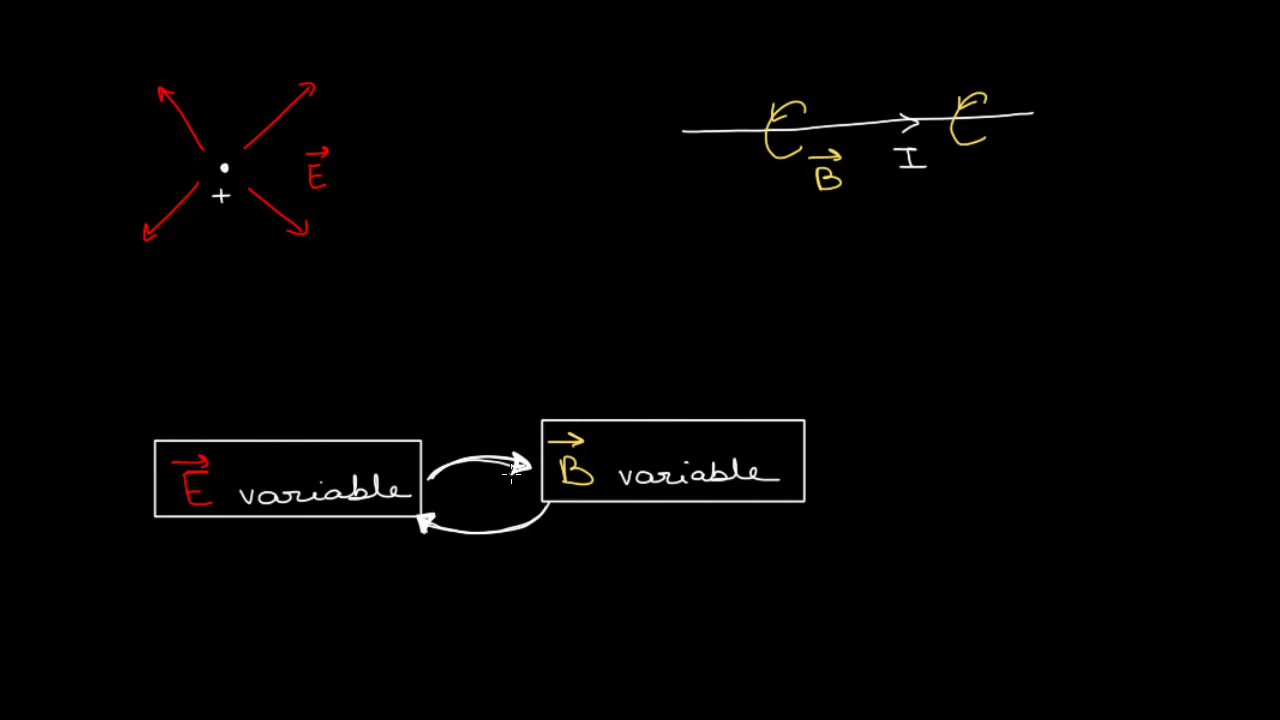 E⃗
+
B⃗
I
E⃗ variable
B⃗ variable